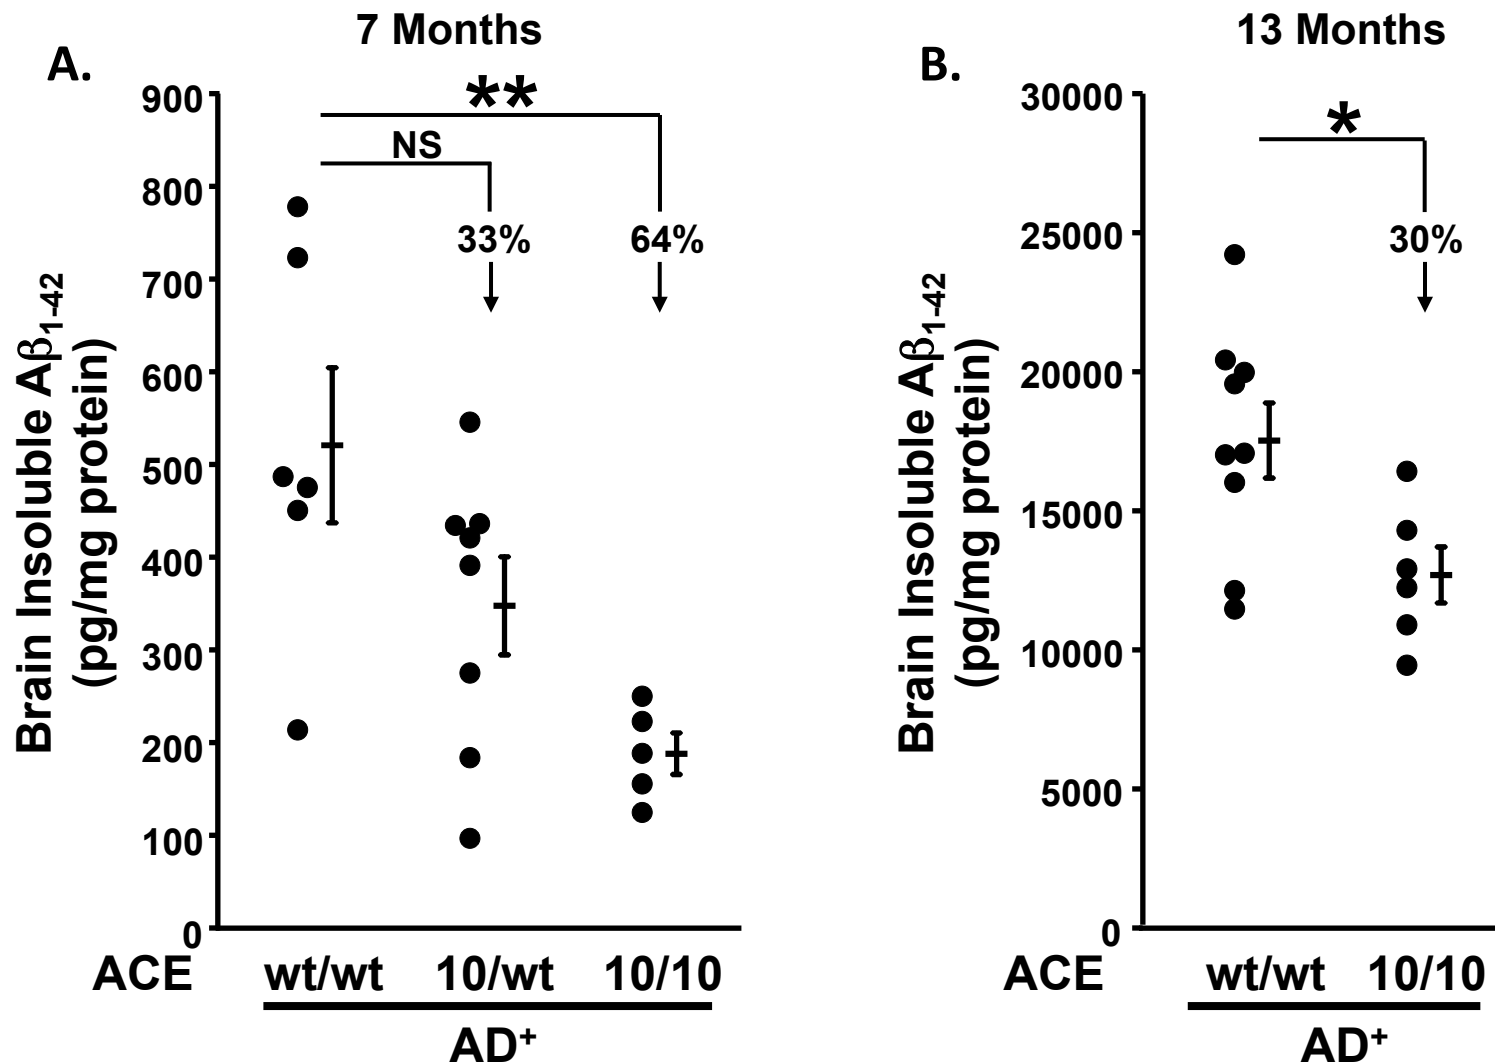 A.
7 Months
Brain Insoluble Aβ1-42
(pg/mg protein)
900
800
700
600
500
400
300
200
100
0
**
NS
33%
64%
ACE wt/wt 10/wt 10/10
AD+
B.
13 Months
Brain Insoluble Aβ1-42
(pg/mg protein)
30000
25000
20000
15000
10000
5000
0
*
30%
ACE wt/wt 10/10
AD+